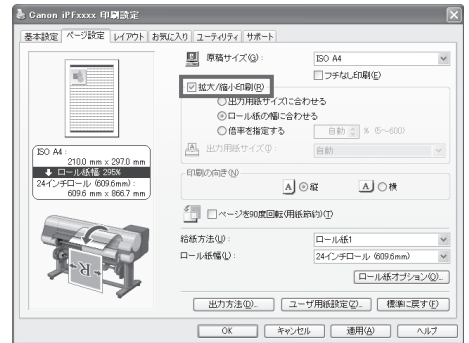 Canon iPFxxxx 印刷設定
基本設定 ページ設定 レイアウト お気に入り ユーティリティ サポート
原稿サイズ(G): ISO A4
フチなし印刷(E)
拡大/縮小印刷(R)
出力用紙サイズに合わせる
ロール紙の幅に合わせる
倍率を指定する 自動 % (5～600)
出力用紙サイズ(I): 自動
印刷の向き(N)
A 縦 A 横
ページを90度回転(用紙節約)(T)
給紙方法(U): ロール紙1
ロール紙幅(L): 24インチロール (609.6mm)
ロール紙オプション(Q)...
ISO A4 :
210.0 mm x 297.0 mm
ロール紙幅: 295%
24インチロール (609.6mm) :
609.6 mm x 866.7 mm
R
出力方法(D)... ユーザ用紙設定(Z)... 標準に戻す(F)
OK キャンセル 適用(A) ヘルプ